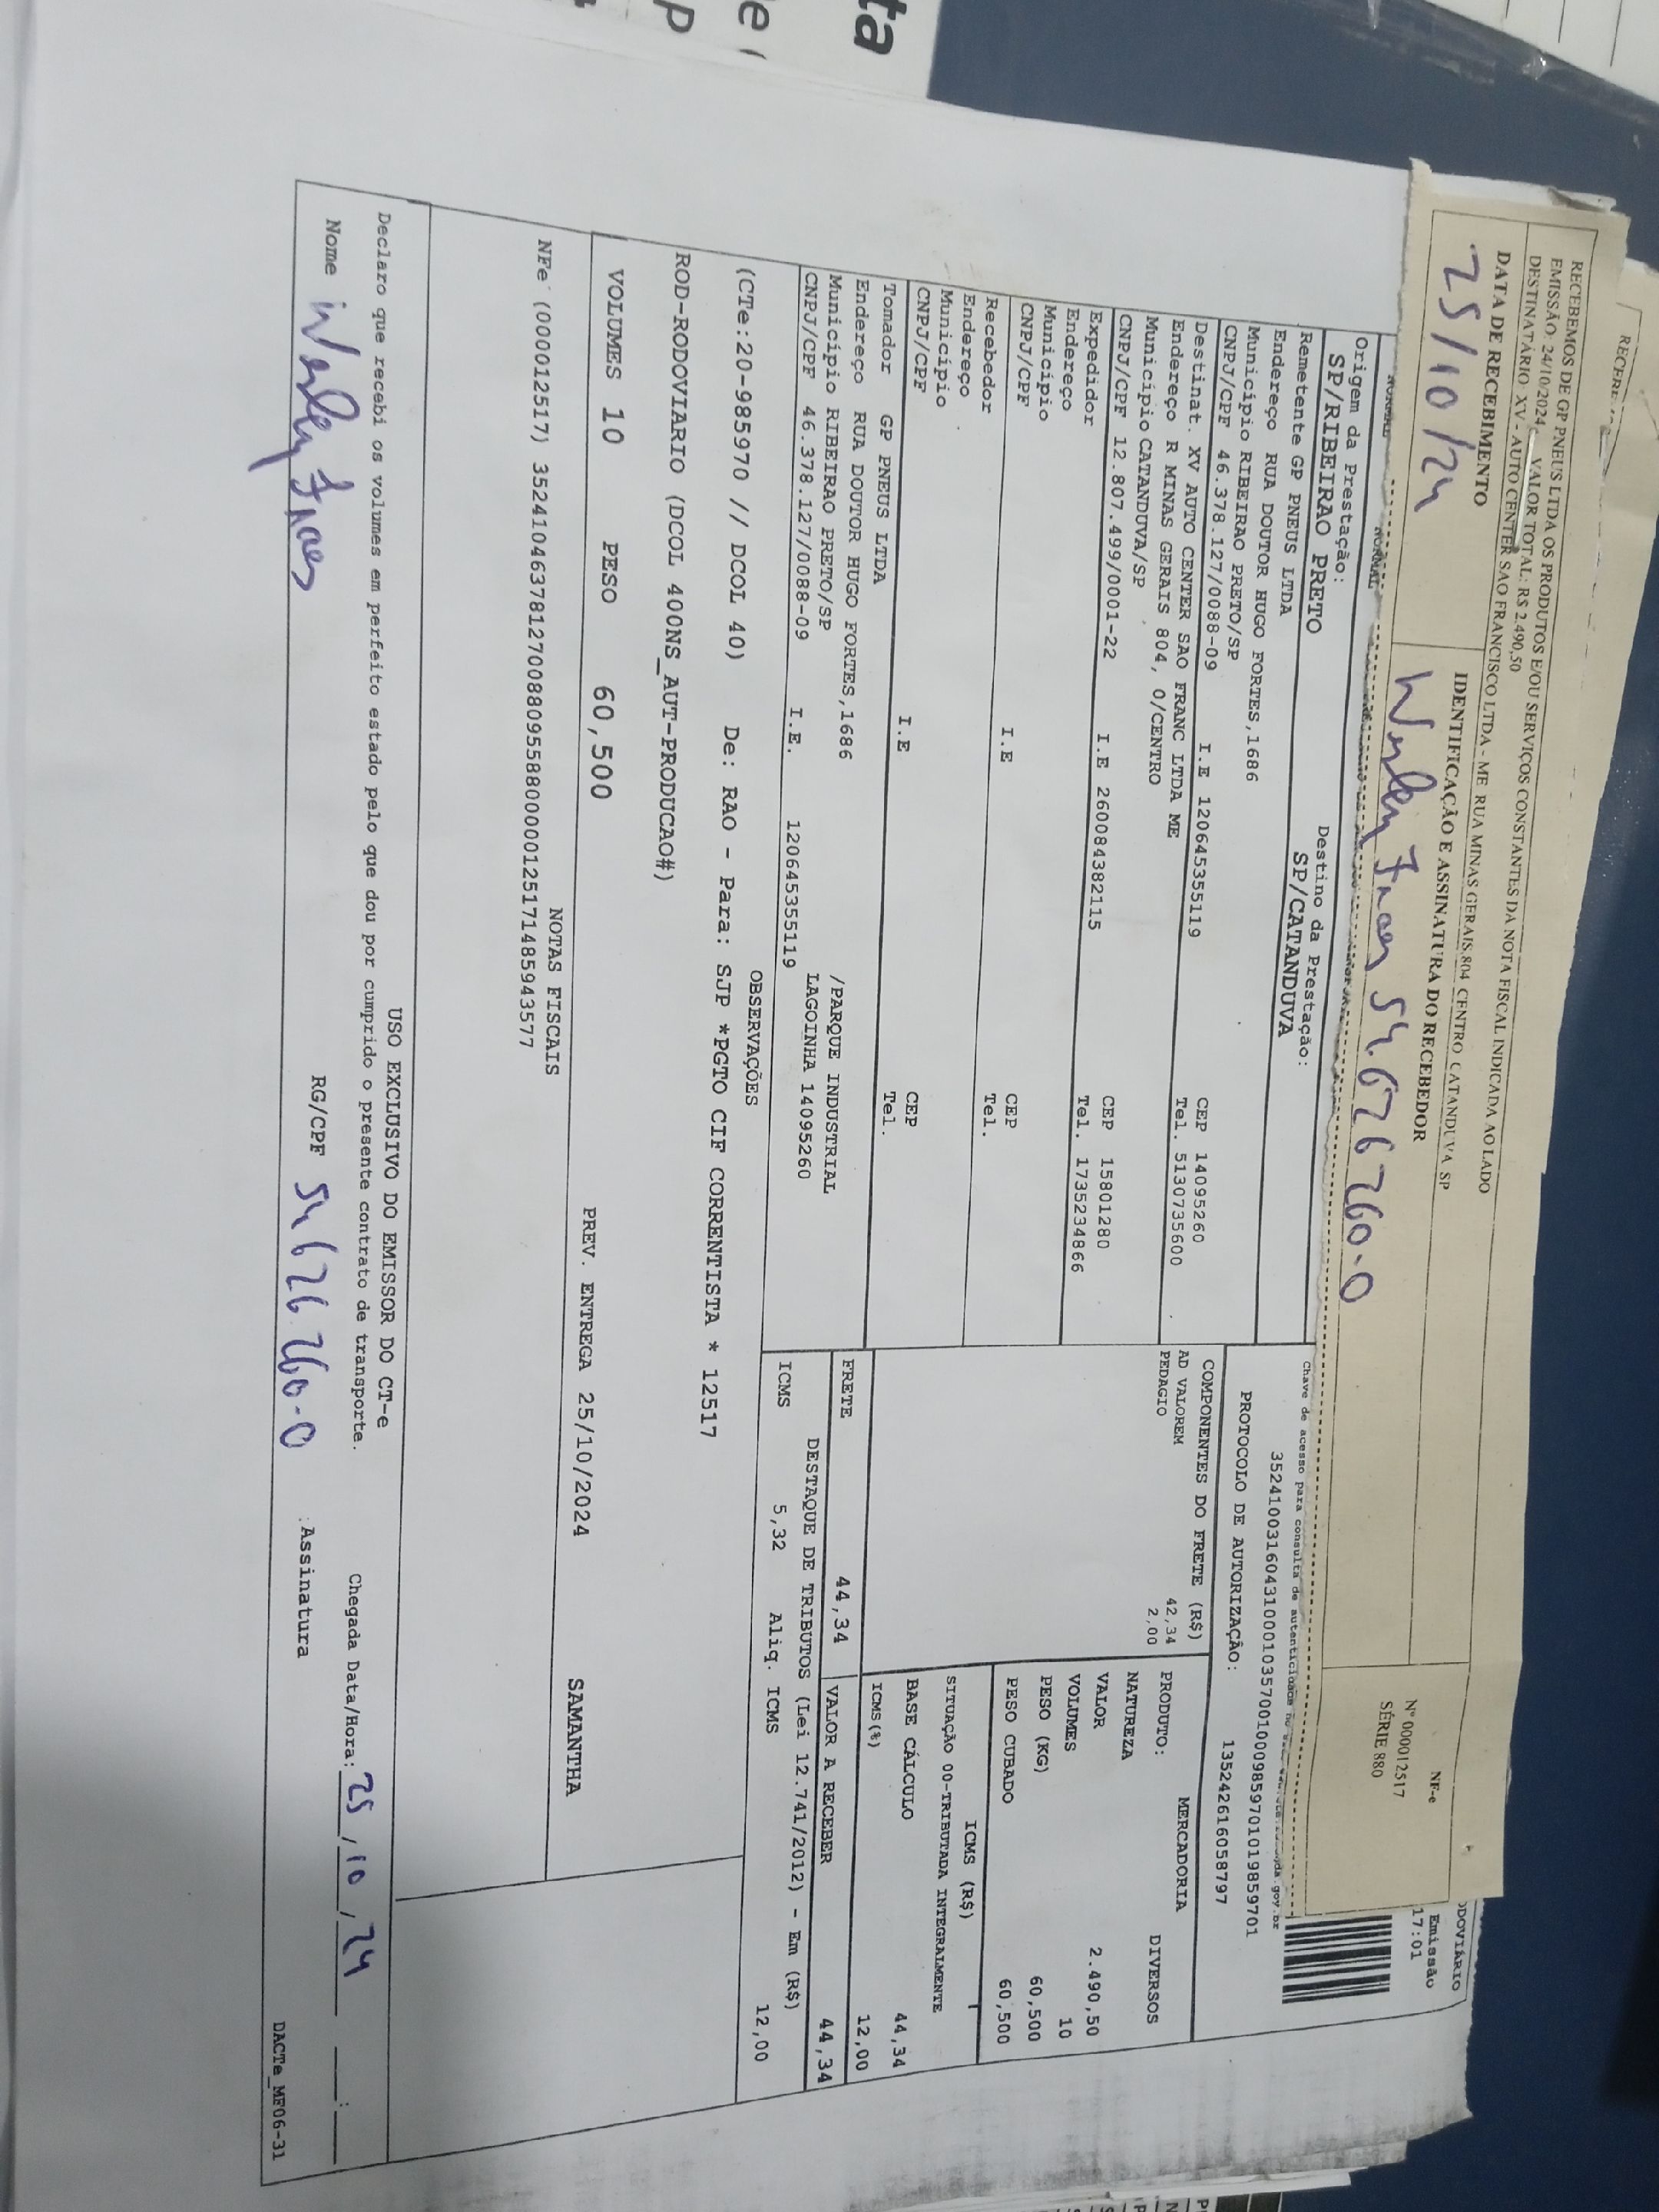 ta
RECEBEMOS DE GP PNEUS LTDA OS PRODUTOS E/OU SERVIÇOS CONSTANTES DA NOTA FISCAL INDICADA AO LADO
EMISSÃO: 24/10/2024 VALOR TOTAL: R$ 2.490,50
DESTINATÁRIO: XV - AUTO CENTER SAO FRANCISCO LTDA - ME RUA MINAS GERAIS,804 CENTRO CATANDUVA SP
DATA DE RECEBIMENTO
25/10/24
IDENTIFICAÇÃO E ASSINATURA DO RECEBEDOR
54.626760-0
NF-e
Nº 000012517
SÉRIE 880
Emissão
17:01
Origem da Prestação:
SP/RIBEIRAO PRETO
Destino da Prestação:
SP/CATANDUVA
Remetente GP PNEUS LTDA
Endereço RUA DOUTOR HUGO FORTES,1686
Município RIBEIRAO PRETO/SP
CNPJ/CPF 46.378.127/0088-09 I.E 120645355119
CEP 14095260
Tel. 5130735600
Destinat. XV AUTO CENTER SAO FRANC LTDA ME
Endereço R MINAS GERAIS 804, 0/CENTRO
Município CATANDUVA/SP
CNPJ/CPF 12.807.499/0001-22 I.E 260084382115
CEP 15801280
Tel. 1735234866
Expedidor
Endereço
Município
CNPJ/CPF I.E
CEP
Tel.
Recebedor
Endereço
Município
CNPJ/CPF I.E
CEP
Tel.
Tomador GP PNEUS LTDA
Endereço RUA DOUTOR HUGO FORTES,1686
/PARQUE INDUSTRIAL
Município RIBEIRAO PRETO/SP
LAGOINHA 14095260
CNPJ/CPF 46.378.127/0088-09 I.E. 120645355119
Chave de acesso para consulta de autenticidade
35241003160431000103570010009859701019859701
PROTOCOLO DE AUTORIZAÇÃO: 135242616058797
COMPONENTES DO FRETE (R$)
AD VALOREM 42,34
PEDAGIO 2,00
MERCADORIA
PRODUTO: DIVERSOS
NATUREZA
VALOR 2.490,50
VOLUMES 10
PESO (KG) 60,500
PESO CUBADO 60,500
ICMS (R$)
SITUAÇÃO 00-TRIBUTADA INTEGRALMENTE
BASE CÁLCULO 44,34
ICMS(%) 12,00
FRETE 44,34
VALOR A RECEBER 44,34
DESTAQUE DE TRIBUTOS (Lei 12.741/2012) - Em (R$)
ICMS 5,32 Aliq. ICMS 12,00
OBSERVAÇÕES
(CTe:20-985970 // DCOL 40) De: RAO - Para: SJP *PGTO CIF CORRENTISTA * 12517
ROD-RODOVIARIO (DCOL 400NS_AUT-PRODUCAO#)
VOLUMES 10 PESO 60,500 PREV. ENTREGA 25/10/2024 SAMANTHA
NOTAS FISCAIS
NFe (000012517) 35241046378127008809558800000125171485943577
USO EXCLUSIVO DO EMISSOR DO CT-e
Declaro que recebi os volumes em perfeito estado pelo que dou por cumprido o presente contrato de transporte.
Chegada Data/Hora: 25/10/24
Nome RG/CPF 54 626 760-0 Assinatura
DACTe_MF06-31